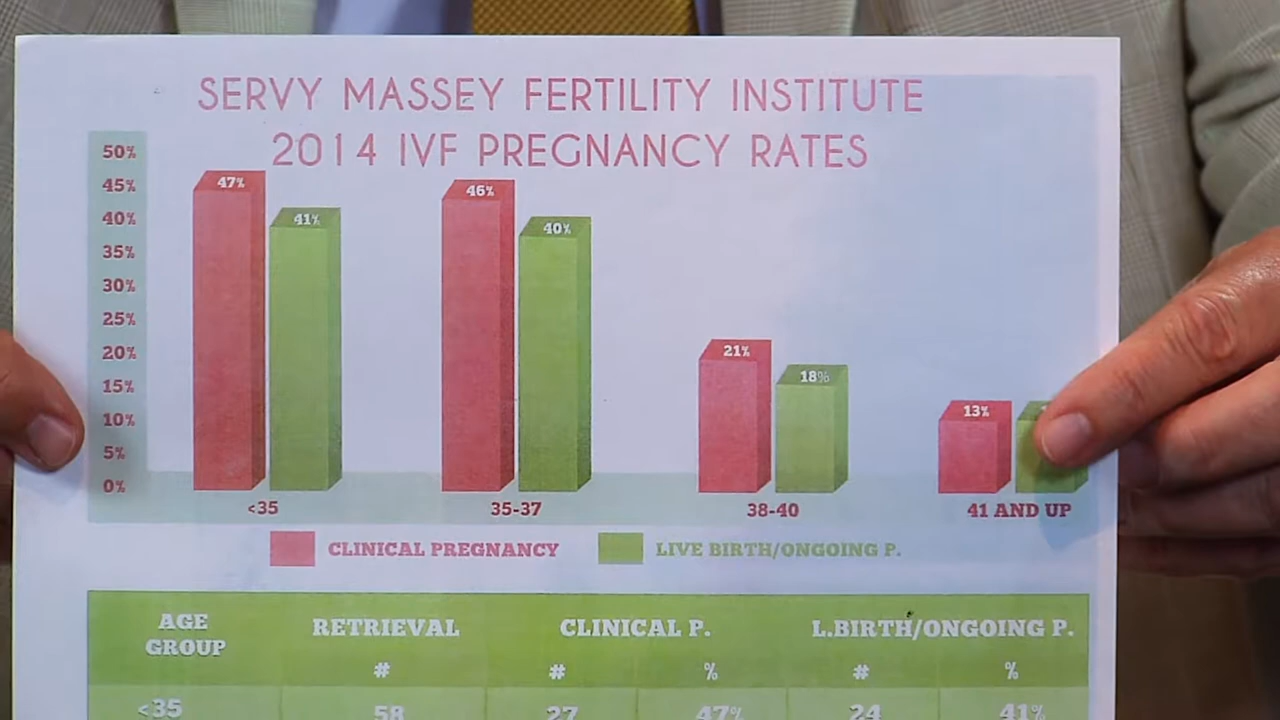 SERVY MASSEY FERTILITY INSTITUTE
2014 IVF PREGNANCY RATES
50%
45%
40%
35%
30%
25%
20%
15%
10%
5%
0%
47%
41%
46%
40%
21%
18%
13%
<35
35-37
38-40
41 AND UP
CLINICAL PREGNANCY
LIVE BIRTH/ONGOING P.
AGE GROUP
RETRIEVAL
CLINICAL P.
L.BIRTH/ONGOING P.
# # % # %
<35 58 27 47% 24 41%